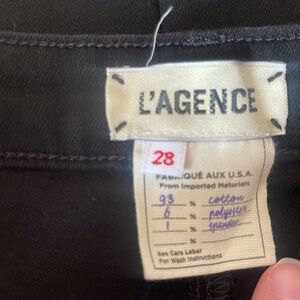 L'AGENCE
28
FABRIQUÉ AUX U.S.A.
From Imported Materials
93 % cotton
6 % polyester
1 % spandex
%
See Care Label
For Wash Instructions